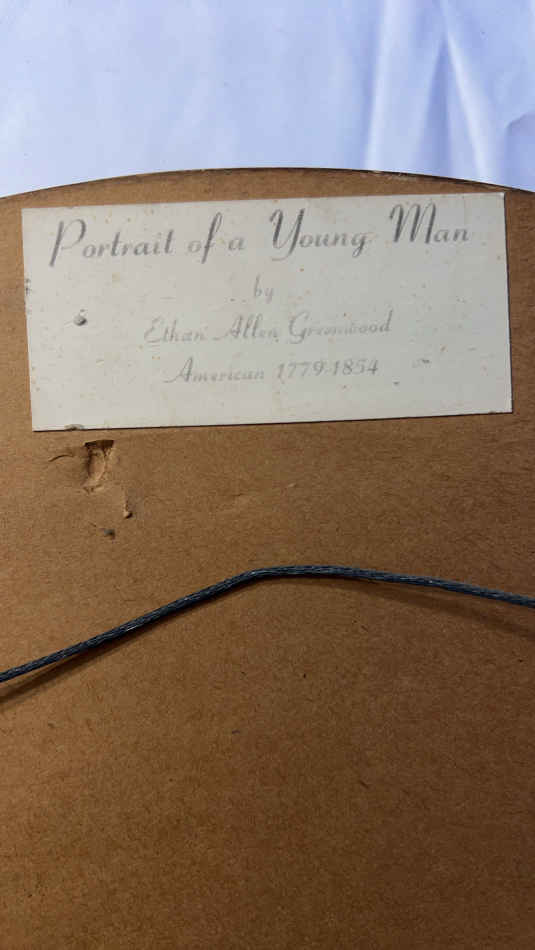 Portrait of a Young Man
by
Ethan Allen Greenwood
American 1779-1854